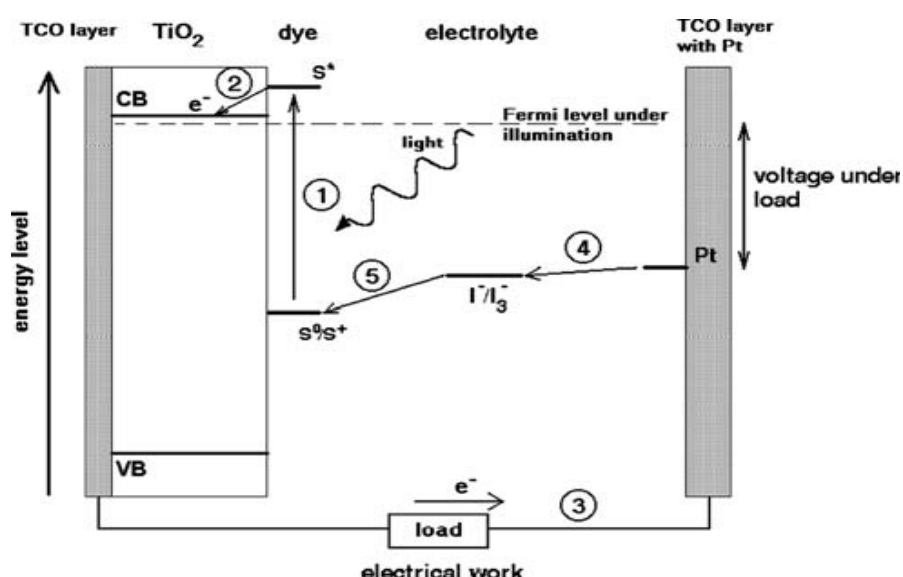 TCO layer
TiO₂
dye
electrolyte
TCO layer
with Pt
S*
②
CB
e⁻
Fermi level under
illumination
light
①
voltage under
load
④
Pt
⑤
I⁻/I₃⁻
S⁰/S⁺
energy level
VB
e⁻
③
load
electrical work